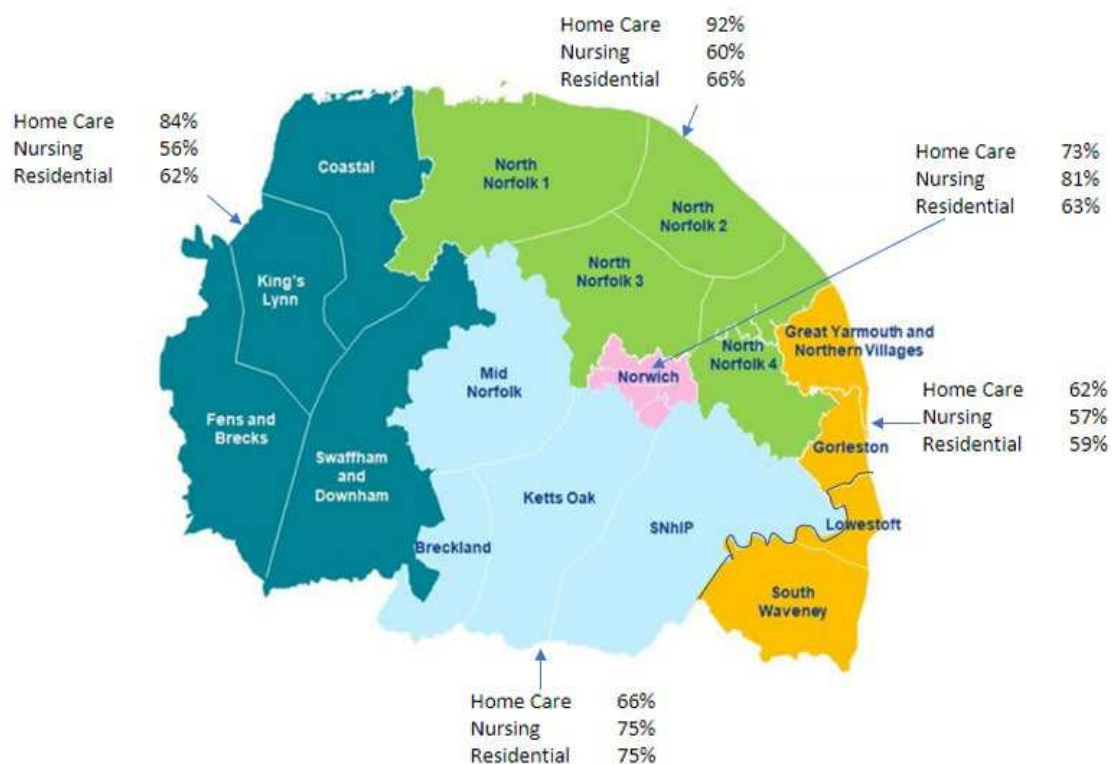 Home Care 92%
Nursing 60%
Residential 66%
Home Care 84%
Nursing 56%
Residential 62%
Home Care 73%
Nursing 81%
Residential 63%
Coastal
North
Norfolk 1
North
Norfolk 2
North
Norfolk 3
King's
Lynn
Great Yarmouth and
Northern Villages
North
Norfolk 4
Norwich
Mid
Norfolk
Home Care 62%
Nursing 57%
Residential 59%
Fens and
Brecks
Gorleston
Swaffham
and
Downham
Ketts Oak
SNhIP
Lowestoft
Breckland
South
Waveney
Home Care 66%
Nursing 75%
Residential 75%